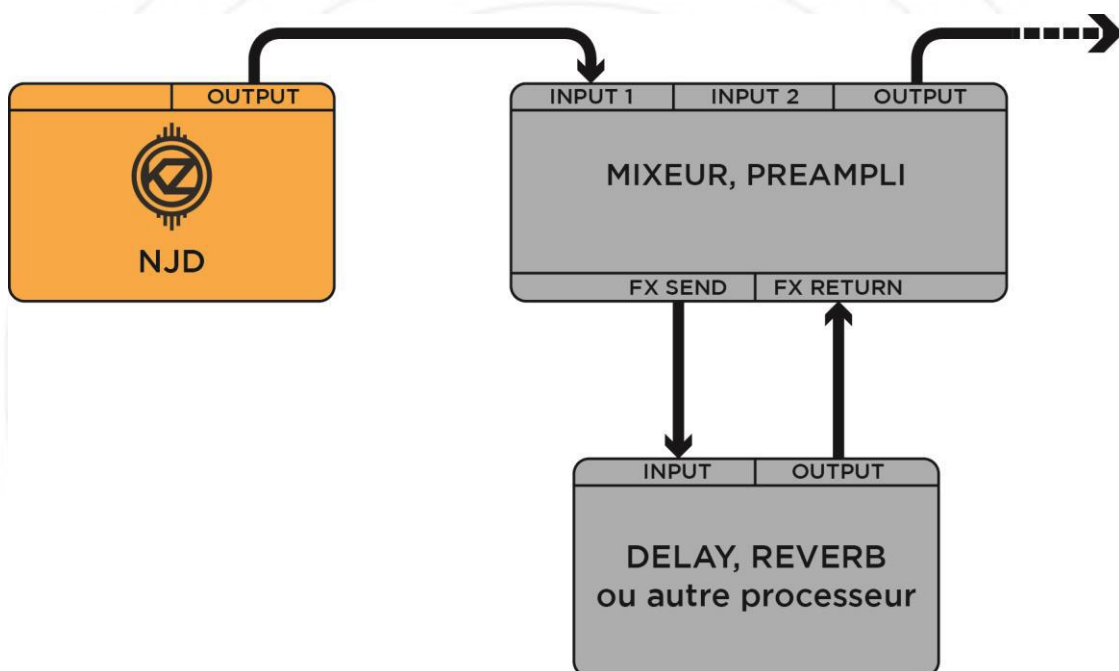 OUTPUT
KZ
NJD
INPUT 1
INPUT 2
OUTPUT
MIXEUR, PREAMPLI
FX SEND
FX RETURN
INPUT
OUTPUT
DELAY, REVERB
ou autre processeur